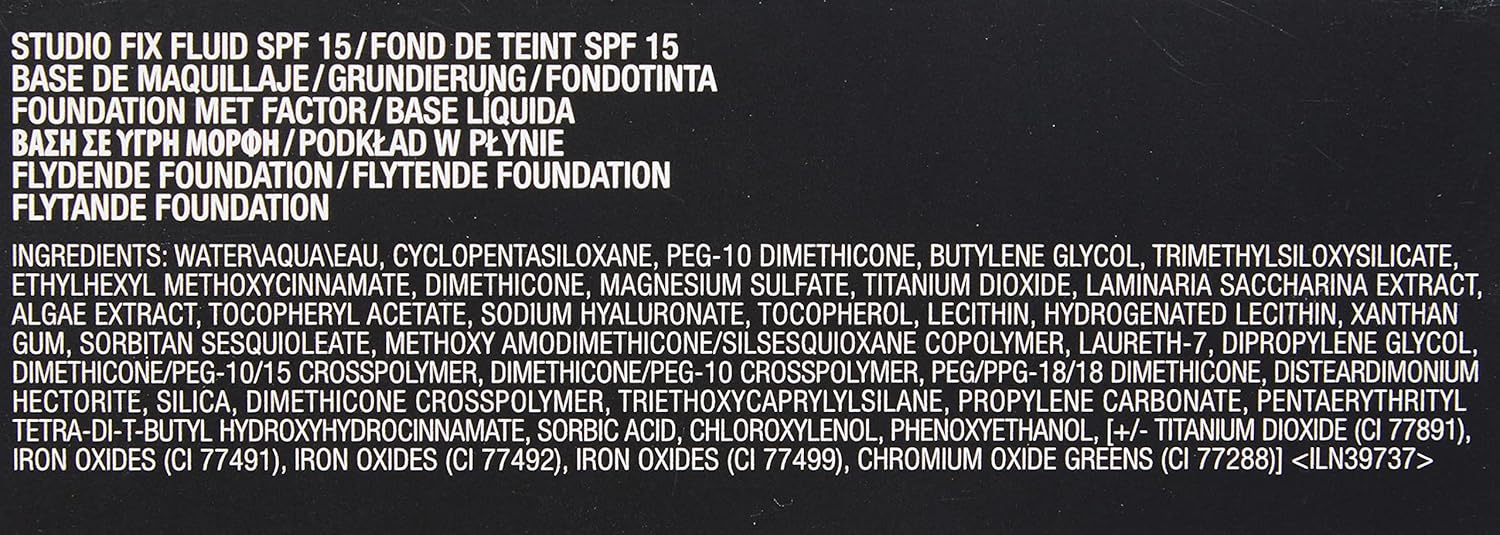 STUDIO FIX FLUID SPF 15/FOND DE TEINT SPF 15
BASE DE MAQUILLAJE/GRUNDIERUNG/FONDOTINTA
FOUNDATION MET FACTOR/BASE LÍQUIDA
ΒΑΣΗ ΣΕ ΥΓΡΗ ΜΟΡΦΗ/PODKŁAD W PŁYNIE
FLYDENDE FOUNDATION/FLYTENDE FOUNDATION
FLYTANDE FOUNDATION
INGREDIENTS: WATER\AQUA\EAU, CYCLOPENTASILOXANE, PEG-10 DIMETHICONE, BUTYLENE GLYCOL, TRIMETHYLSILOXYSILICATE,
ETHYLHEXYL METHOXYCINNAMATE, DIMETHICONE, MAGNESIUM SULFATE, TITANIUM DIOXIDE, LAMINARIA SACCHARINA EXTRACT,
ALGAE EXTRACT, TOCOPHERYL ACETATE, SODIUM HYALURONATE, TOCOPHEROL, LECITHIN, HYDROGENATED LECITHIN, XANTHAN
GUM, SORBITAN SESQUIOLEATE, METHOXY AMODIMETHICONE/SILSESQUIOXANE COPOLYMER, LAURETH-7, DIPROPYLENE GLYCOL,
DIMETHICONE/PEG-10/15 CROSSPOLYMER, DIMETHICONE/PEG-10 CROSSPOLYMER, PEG/PPG-18/18 DIMETHICONE, DISTEARDIMONIUM
HECTORITE, SILICA, DIMETHICONE CROSSPOLYMER, TRIETHOXYCAPRYLYLSILANE, PROPYLENE CARBONATE, PENTAERYTHRITYL
TETRA-DI-T-BUTYL HYDROXYHYDROCINNAMATE, SORBIC ACID, CHLOROXYLENOL, PHENOXYETHANOL, [+/- TITANIUM DIOXIDE (CI 77891),
IRON OXIDES (CI 77491), IRON OXIDES (CI 77492), IRON OXIDES (CI 77499), CHROMIUM OXIDE GREENS (CI 77288)] <ILN39737>